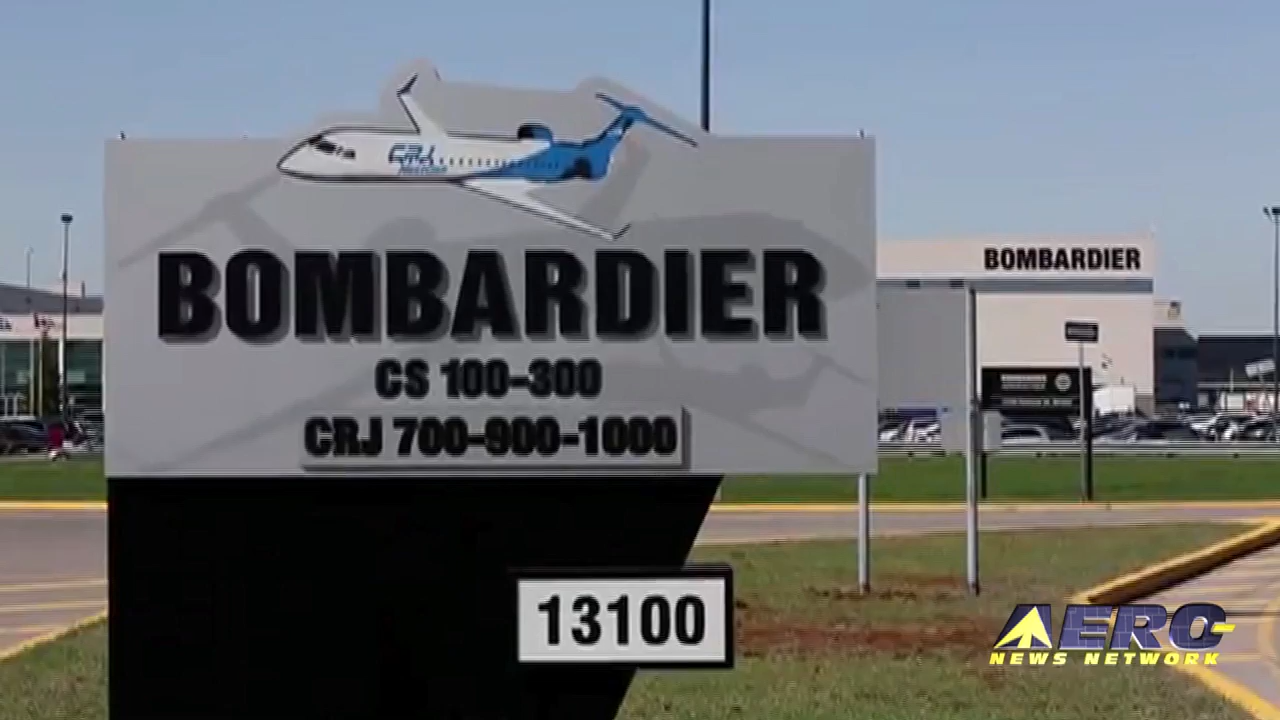 CRJ
BOMBARDIER
CS 100-300
CRJ 700-900-1000
13100
BOMBARDIER
AERO
NEWS NETWORK